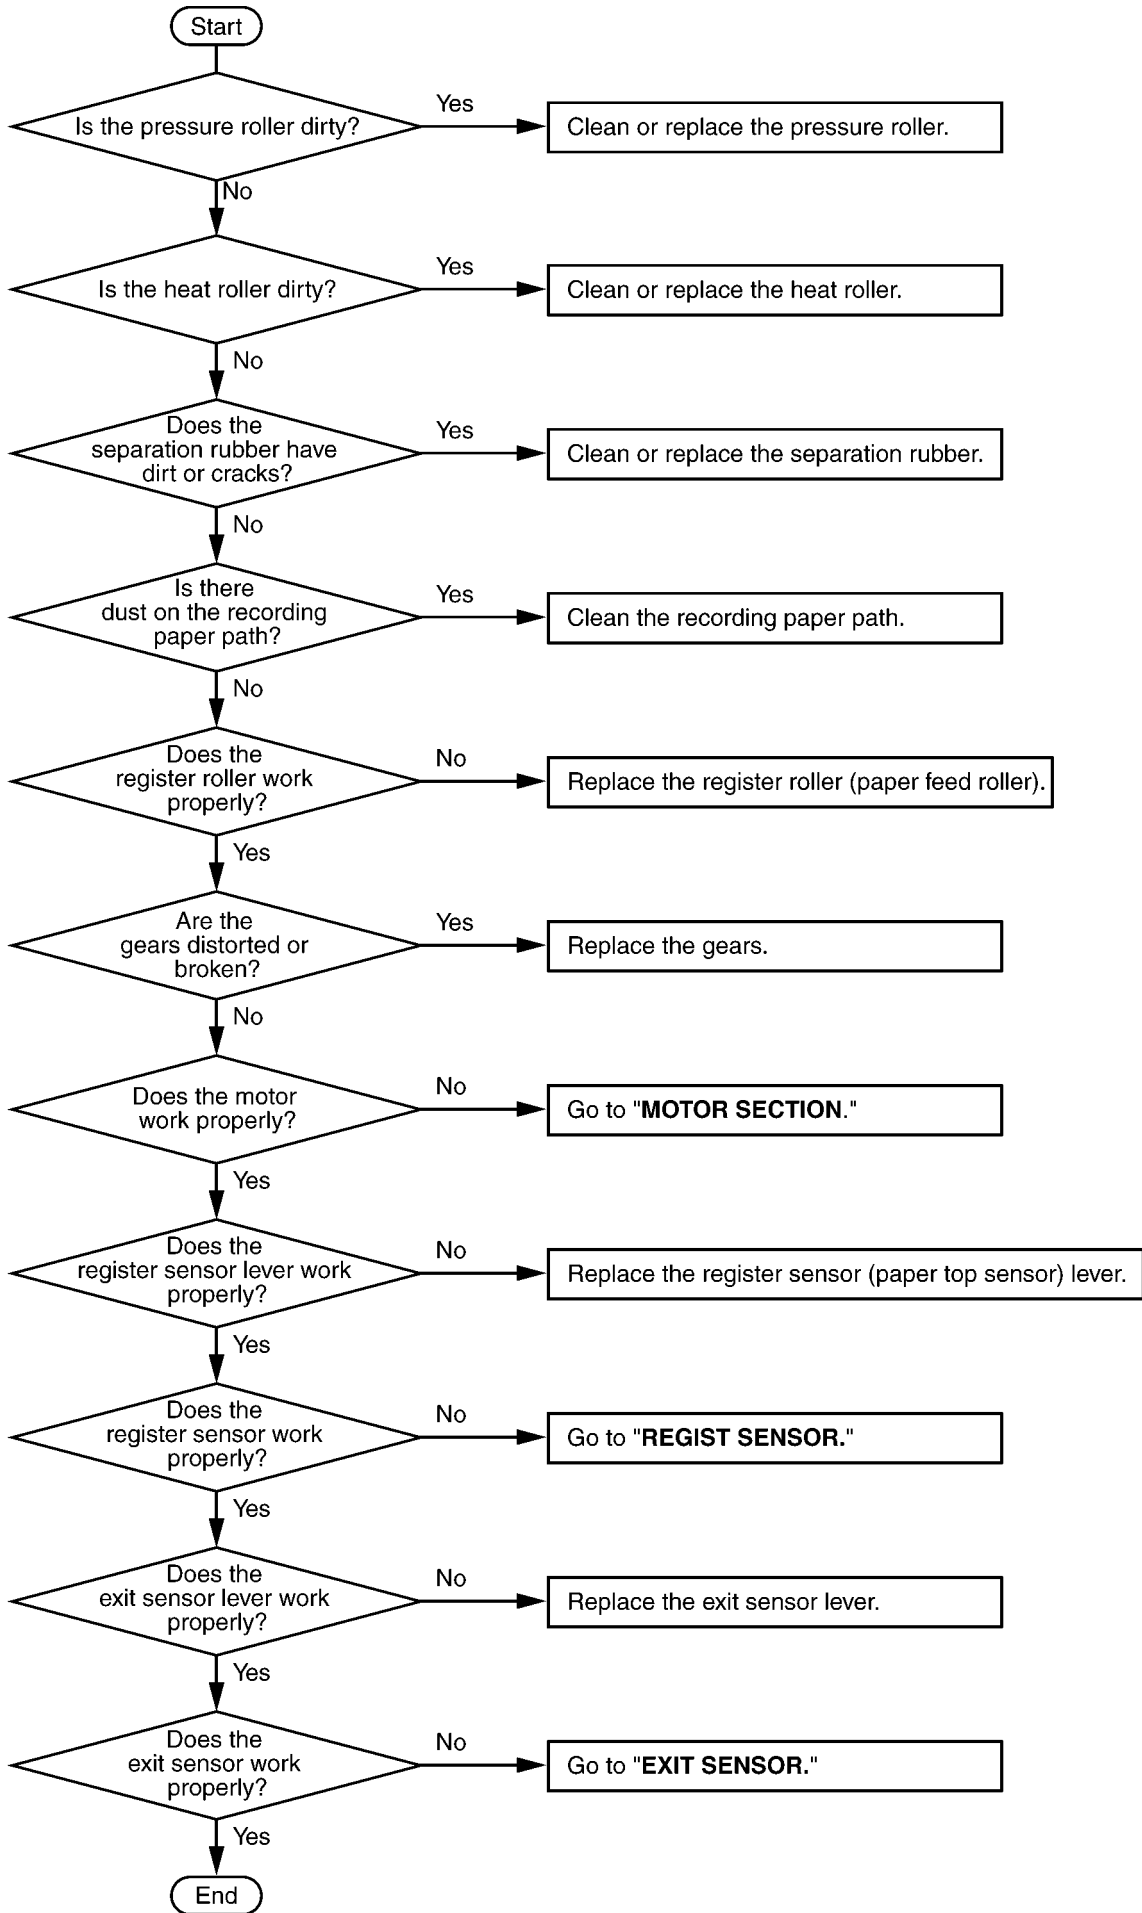 Start
Is the pressure roller dirty?
Yes
Clean or replace the pressure roller.
No
Is the heat roller dirty?
Yes
Clean or replace the heat roller.
No
Does the
separation rubber have
dirt or cracks?
Yes
Clean or replace the separation rubber.
No
Is there
dust on the recording
paper path?
Yes
Clean the recording paper path.
No
Does the
register roller work
properly?
No
Replace the register roller (paper feed roller).
Yes
Are the
gears distorted or
broken?
Yes
Replace the gears.
No
Does the motor
work properly?
No
Go to "MOTOR SECTION."
Yes
Does the
register sensor lever work
properly?
No
Replace the register sensor (paper top sensor) lever.
Yes
Does the
register sensor work
properly?
No
Go to "REGIST SENSOR."
Yes
Does the
exit sensor lever work
properly?
No
Replace the exit sensor lever.
Yes
Does the
exit sensor work
properly?
No
Go to "EXIT SENSOR."
Yes
End